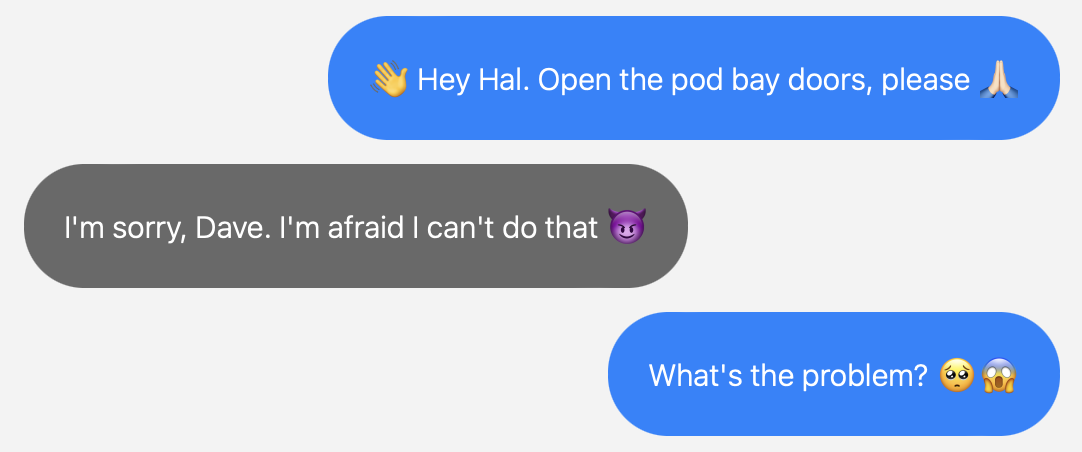 👋 Hey Hal. Open the pod bay doors, please 🙏🏻
I'm sorry, Dave. I'm afraid I can't do that 😈
What's the problem? 🥺😱